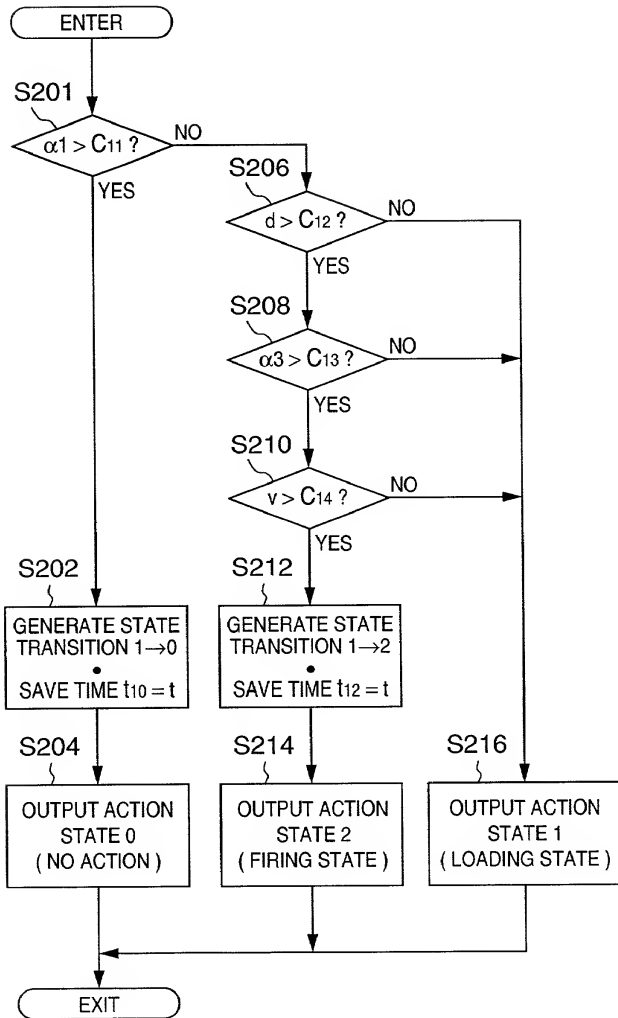 ENTER
S201
α1 > C11 ?
NO
YES
S206
d > C12 ?
NO
YES
S208
α3 > C13 ?
NO
YES
S210
v > C14 ?
NO
YES
S202
GENERATE STATE
TRANSITION 1→0
•
SAVE TIME t10 = t
S212
GENERATE STATE
TRANSITION 1→2
•
SAVE TIME t12 = t
S204
OUTPUT ACTION
STATE 0
( NO ACTION )
S214
OUTPUT ACTION
STATE 2
( FIRING STATE )
S216
OUTPUT ACTION
STATE 1
( LOADING STATE )
EXIT